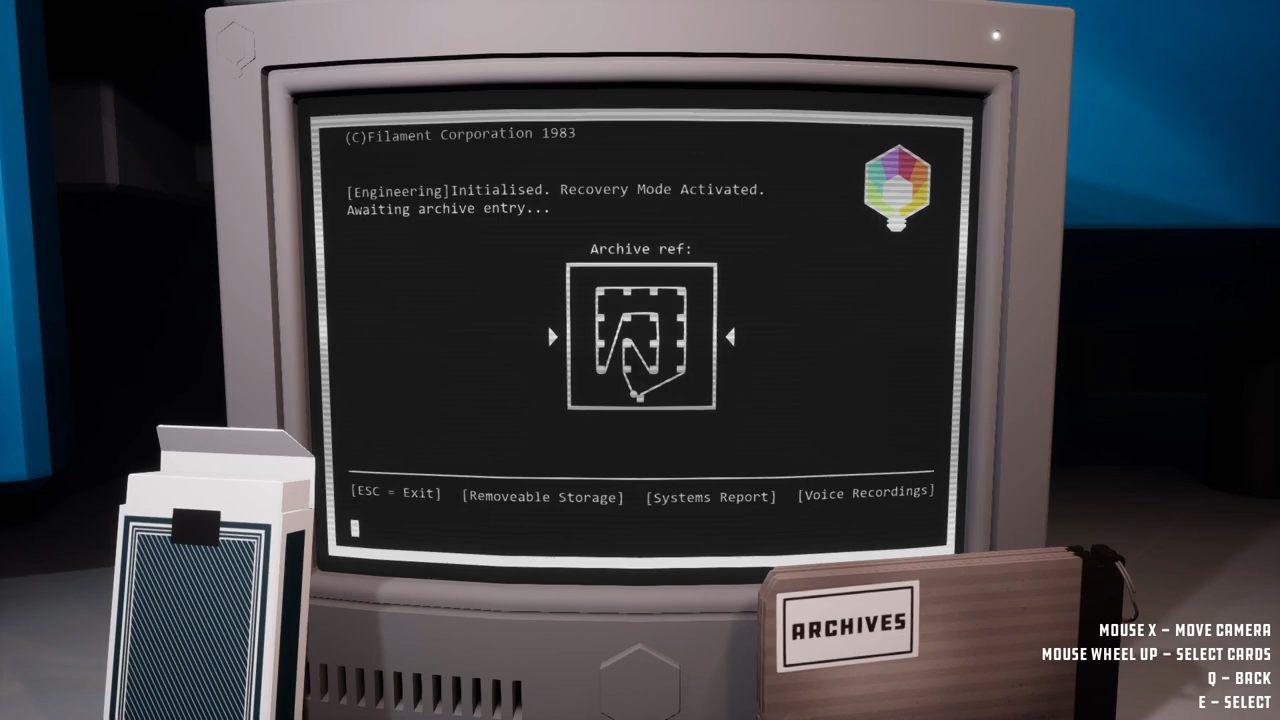 (C)Filament Corporation 1983
[Engineering]Initialised. Recovery Mode Activated.
Awaiting archive entry...
Archive ref:
[ESC = Exit] [Removeable Storage] [Systems Report] [Voice Recordings]
ARCHIVES
MOUSE X - MOVE CAMERA
MOUSE WHEEL UP - SELECT CARDS
Q - BACK
E - SELECT